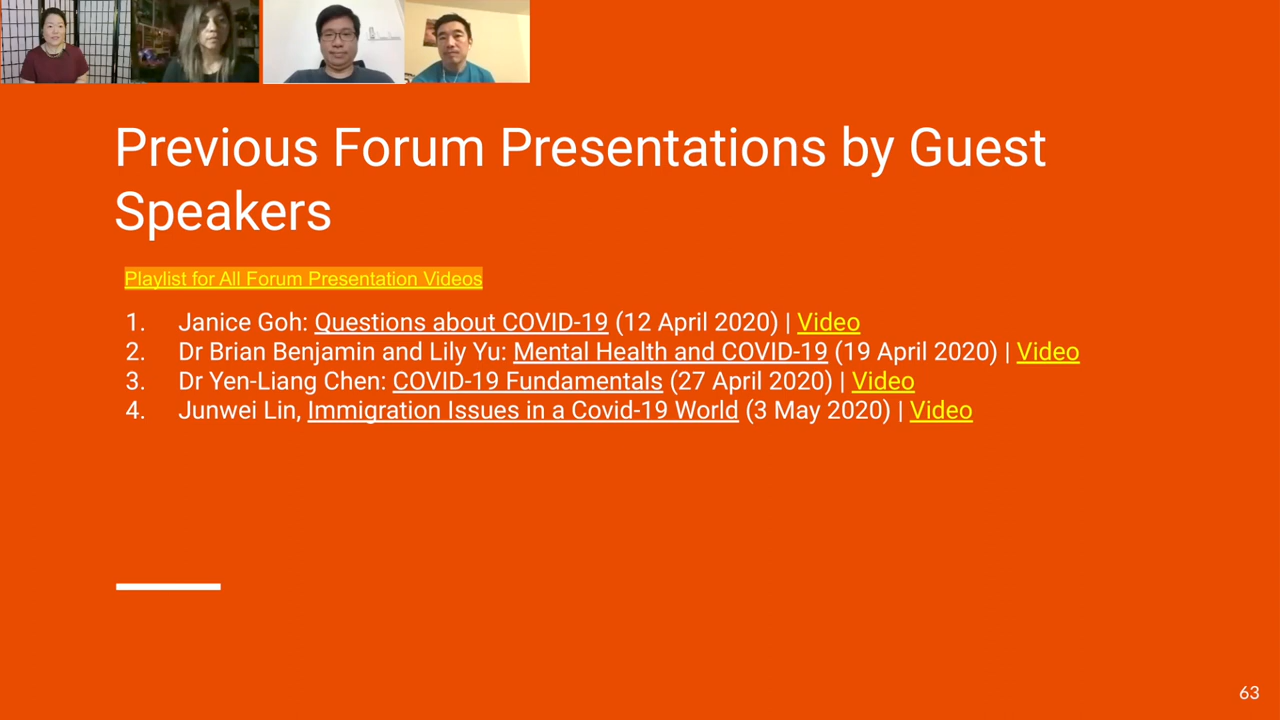 Previous Forum Presentations by Guest
Speakers
Playlist for All Forum Presentation Videos
1. Janice Goh: Questions about COVID-19 (12 April 2020) | Video
2. Dr Brian Benjamin and Lily Yu: Mental Health and COVID-19 (19 April 2020) | Video
3. Dr Yen-Liang Chen: COVID-19 Fundamentals (27 April 2020) | Video
4. Junwei Lin, Immigration Issues in a Covid-19 World (3 May 2020) | Video
63